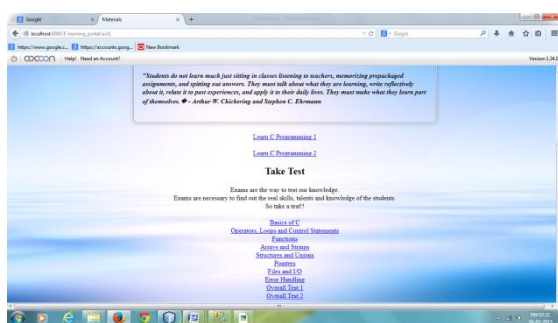 Google
Materials
localhost:8080/E-learning_portal/acd1
Google
https://www.google.c...
https://accounts.goog...
New Bookmark
COCOON
Help!
Need an Account?
Version 1.
"Students do not learn much just sitting in classes listening to teachers, memorizing prepackaged
assignments, and spitting out answers. They must talk about what they are learning, write reflectively
about it, relate it to past experiences, and apply it to their daily lives. They must make what they learn part
of themselves. � - Arthur W. Chickering and Stephen C. Ehrmann
Learn C Programming 1
Learn C Programming 2
Take Test
Exams are the way to test our knowledge.
Exams are necessary to find out the real skills, talents and knowledge of the students.
So take a test!!
Basics of C
Operators, Loops and Control Statements
Functions
Arrays and Strings
Structures and Unions
Pointers
Files and I/O
Error Handling
Overall Test 1
Overall Test 2